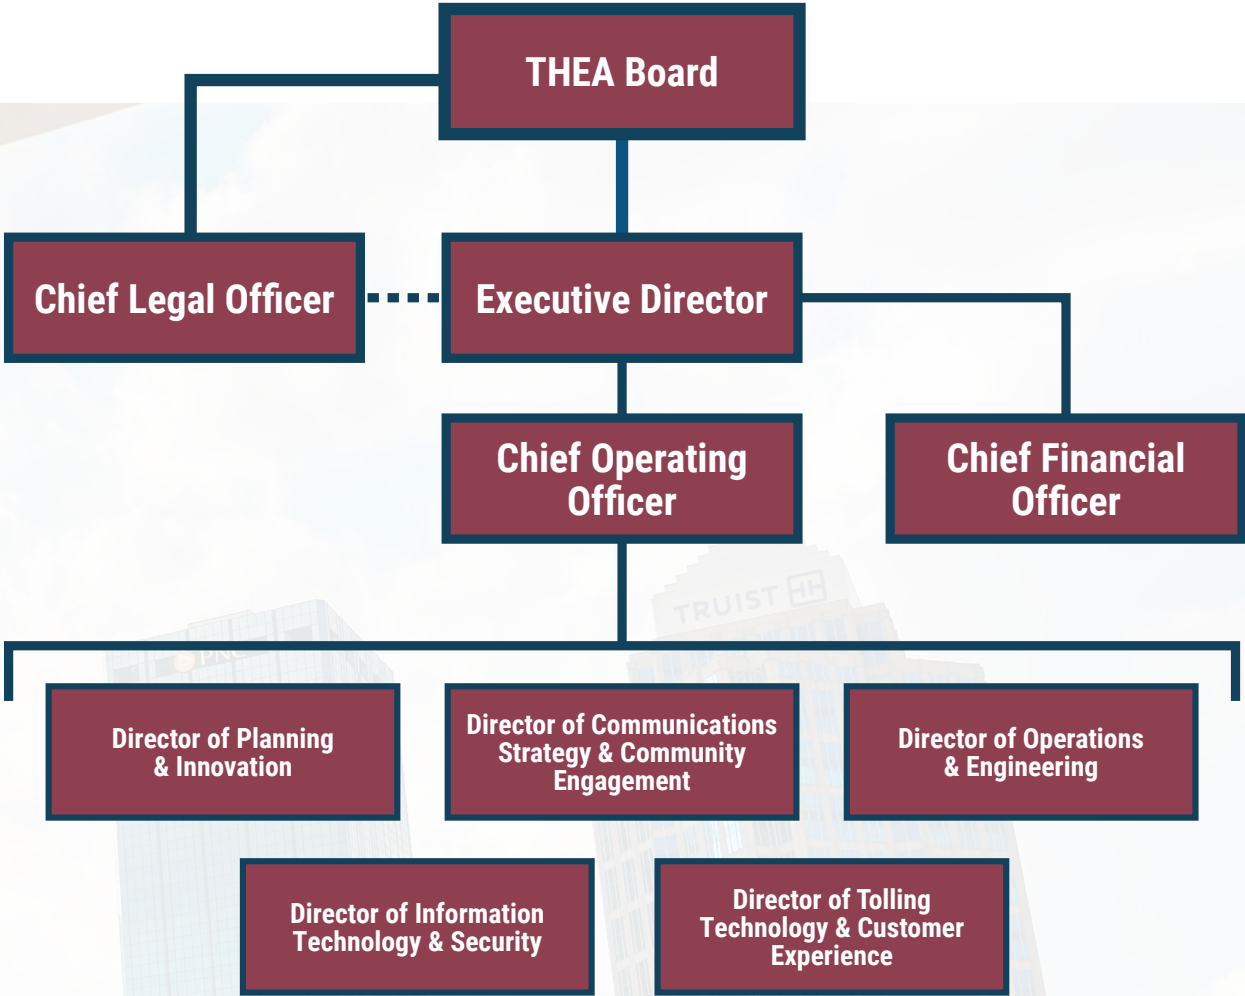 THEA Board
Chief Legal Officer
Executive Director
Chief Operating
Officer
Chief Financial
Officer
TRUIST
PNC
Director of Planning
& Innovation
Director of Communications
Strategy & Community
Engagement
Director of Operations
& Engineering
Director of Information
Technology & Security
Director of Tolling
Technology & Customer
Experience